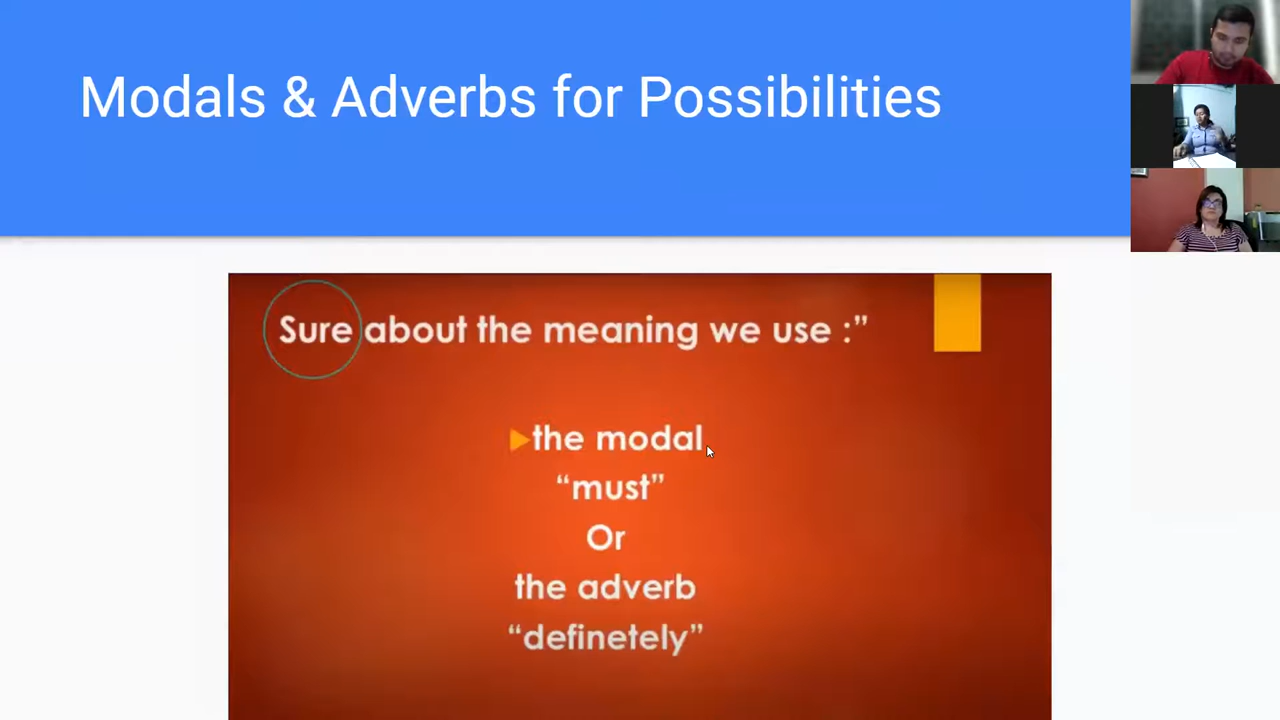 Modals & Adverbs for Possibilities
Sure about the meaning we use :”
the modal
“must”
Or
the adverb
“definetely”